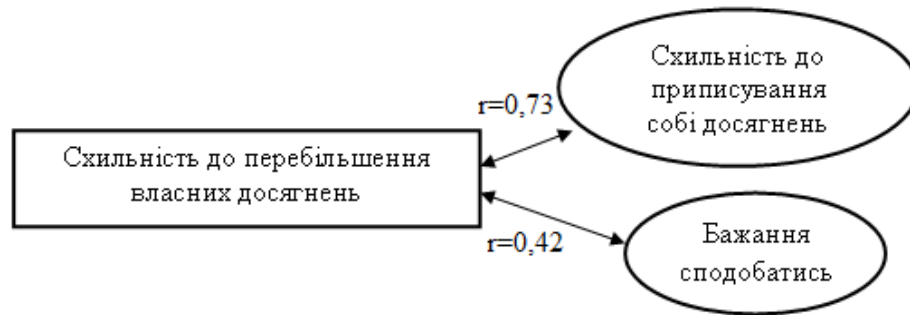 Схильність до
приписування
собі досягнень
r=0,73
Схильність до перебільшення
власних досягнень
r=0,42
Бажання
сподобатись